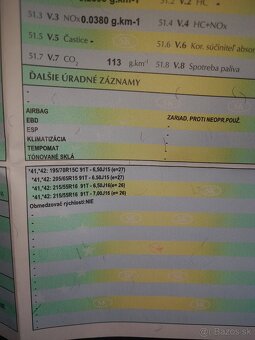 51.3 V.3 NOx 0.0380 g.km-1
51.4 V.4 HC+NOx
51.5 V.5 Častice
51.6 V.6 Kor. súčiniteľ absor
51.7 V.7 CO2 113 g.km-1
51.8 V.8 Spotreba paliva
ĎALŠIE ÚRADNÉ ZÁZNAMY
AIRBAG
EBD ZARIAD. PROTI NEOPR.POUŽ.
ESP
KLIMATIZÁCIA
TEMPOMAT
TÓNOVANÉ SKLÁ
*41,*42: 195/70R15C 91T - 6,50J15 (e=27)
*41,*42: 205/65R15 91T - 6,50J15 (e=27)
*41,*42: 215/55R16 91T - 6,50J16 (e= 26)
*41,*42: 215/55R16 91T - 7,00J15 (e= 26)
Obmedzovač rýchlosti:NIE
Bazos.sk